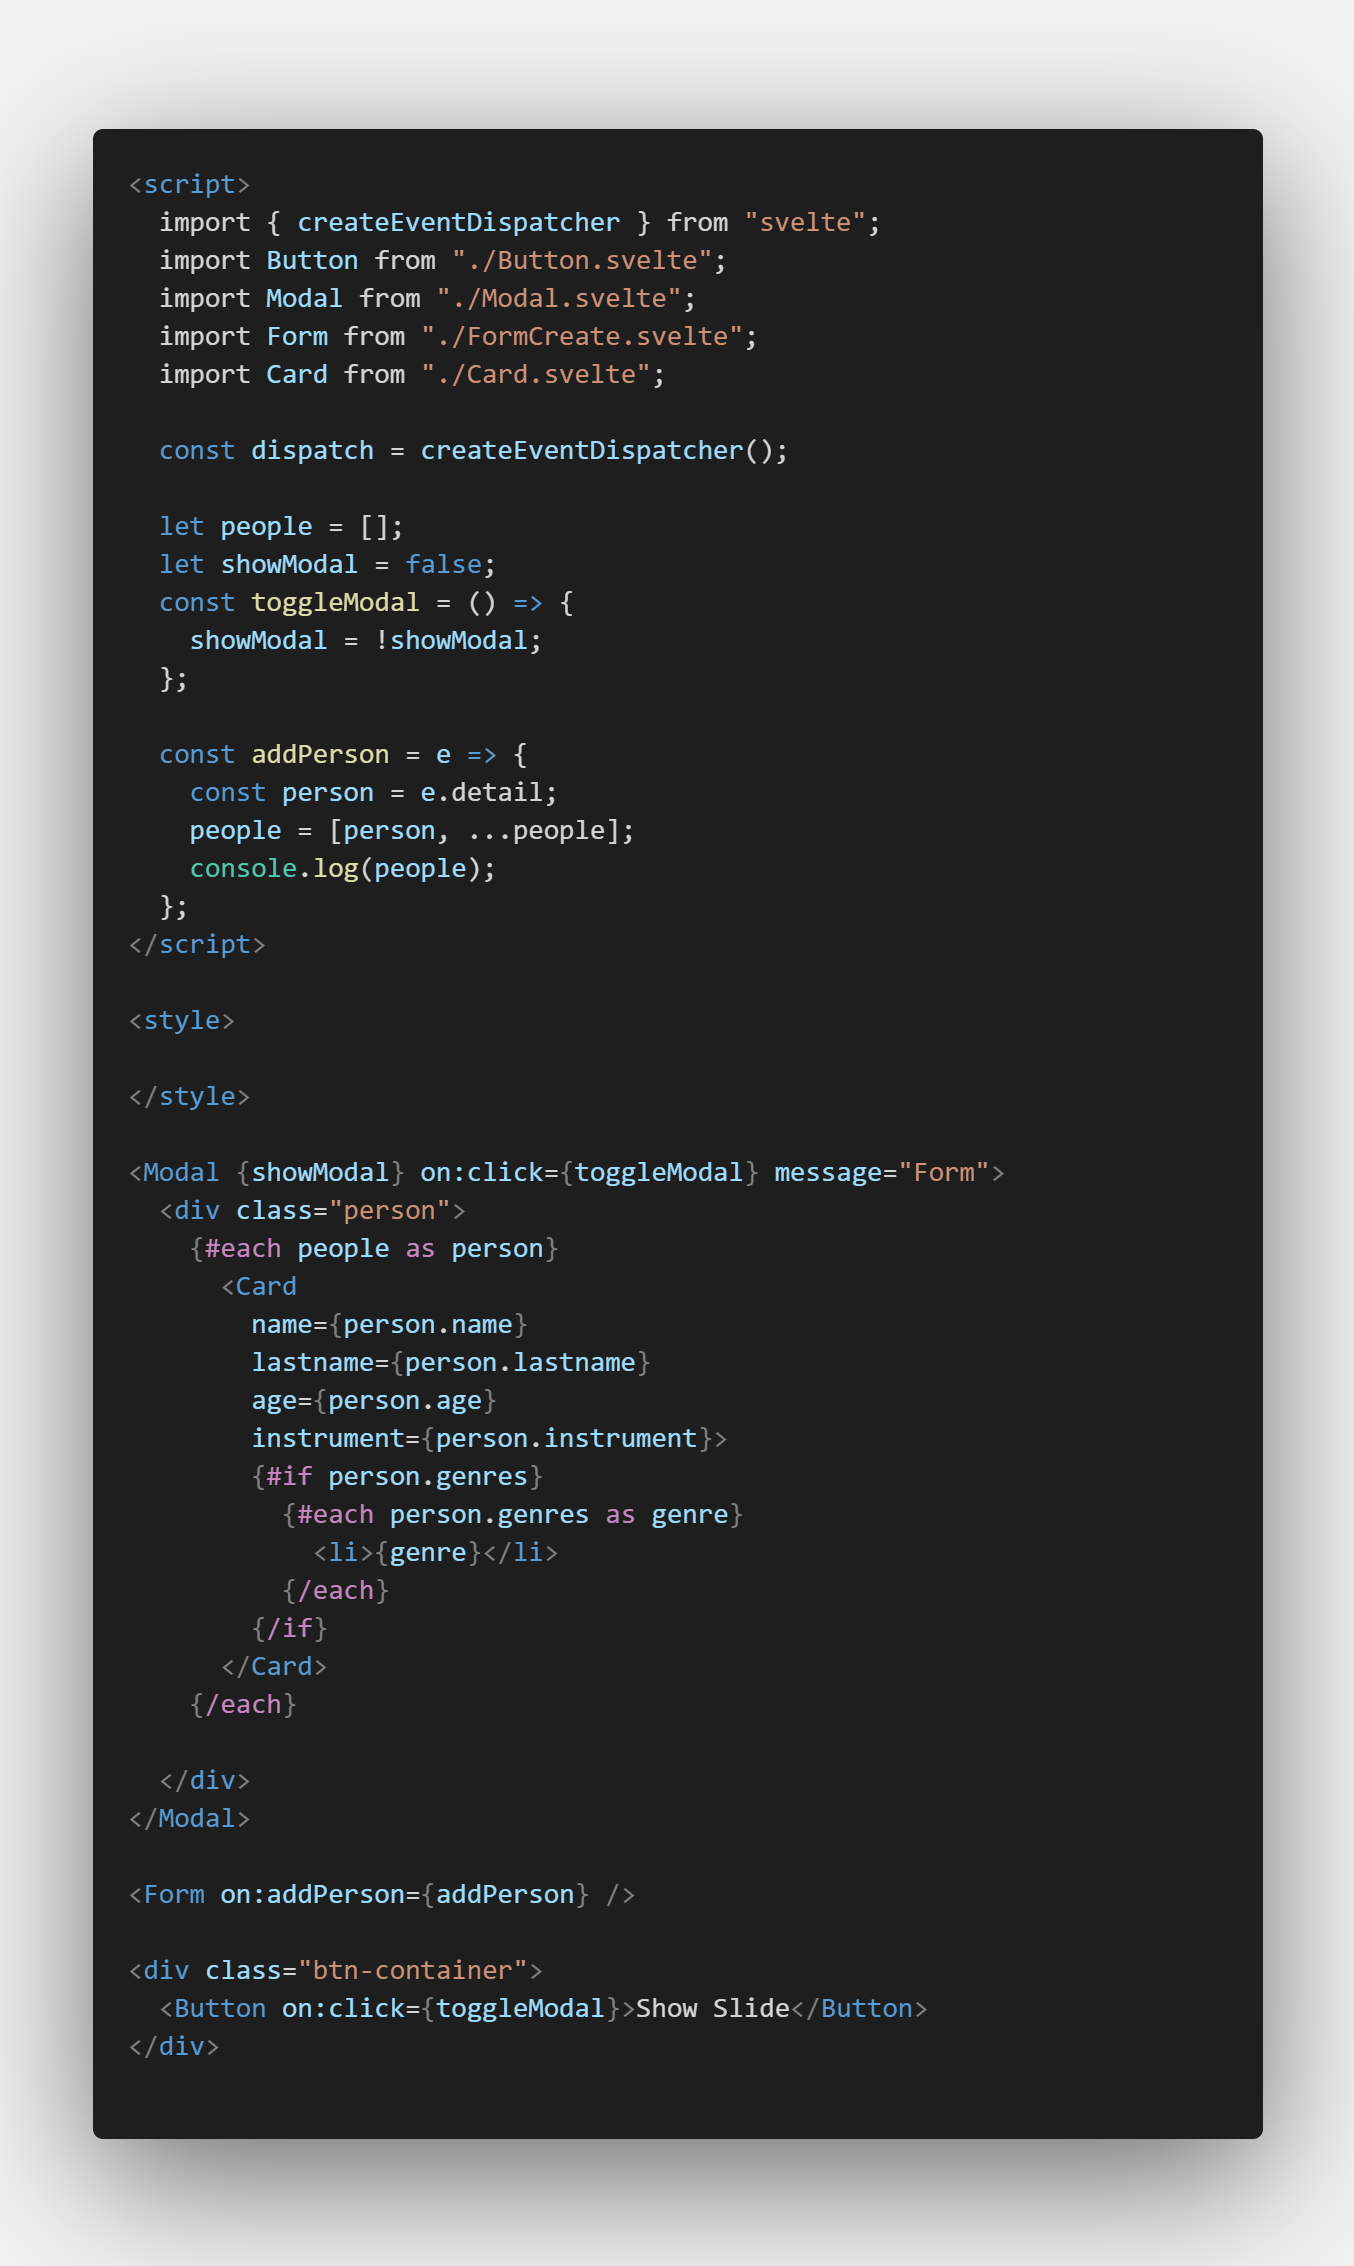 <script>
  import { createEventDispatcher } from "svelte";
  import Button from "./Button.svelte";
  import Modal from "./Modal.svelte";
  import Form from "./FormCreate.svelte";
  import Card from "./Card.svelte";

  const dispatch = createEventDispatcher();

  let people = [];
  let showModal = false;
  const toggleModal = () => {
    showModal = !showModal;
  };

  const addPerson = e => {
    const person = e.detail;
    people = [person, ...people];
    console.log(people);
  };
</script>

<style>

</style>

<Modal {showModal} on:click={toggleModal} message="Form">
  <div class="person">
    {#each people as person}
      <Card
        name={person.name}
        lastname={person.lastname}
        age={person.age}
        instrument={person.instrument}>
        {#if person.genres}
          {#each person.genres as genre}
            <li>{genre}</li>
          {/each}
        {/if}
      </Card>
    {/each}

  </div>
</Modal>

<Form on:addPerson={addPerson} />

<div class="btn-container">
  <Button on:click={toggleModal}>Show Slide</Button>
</div>